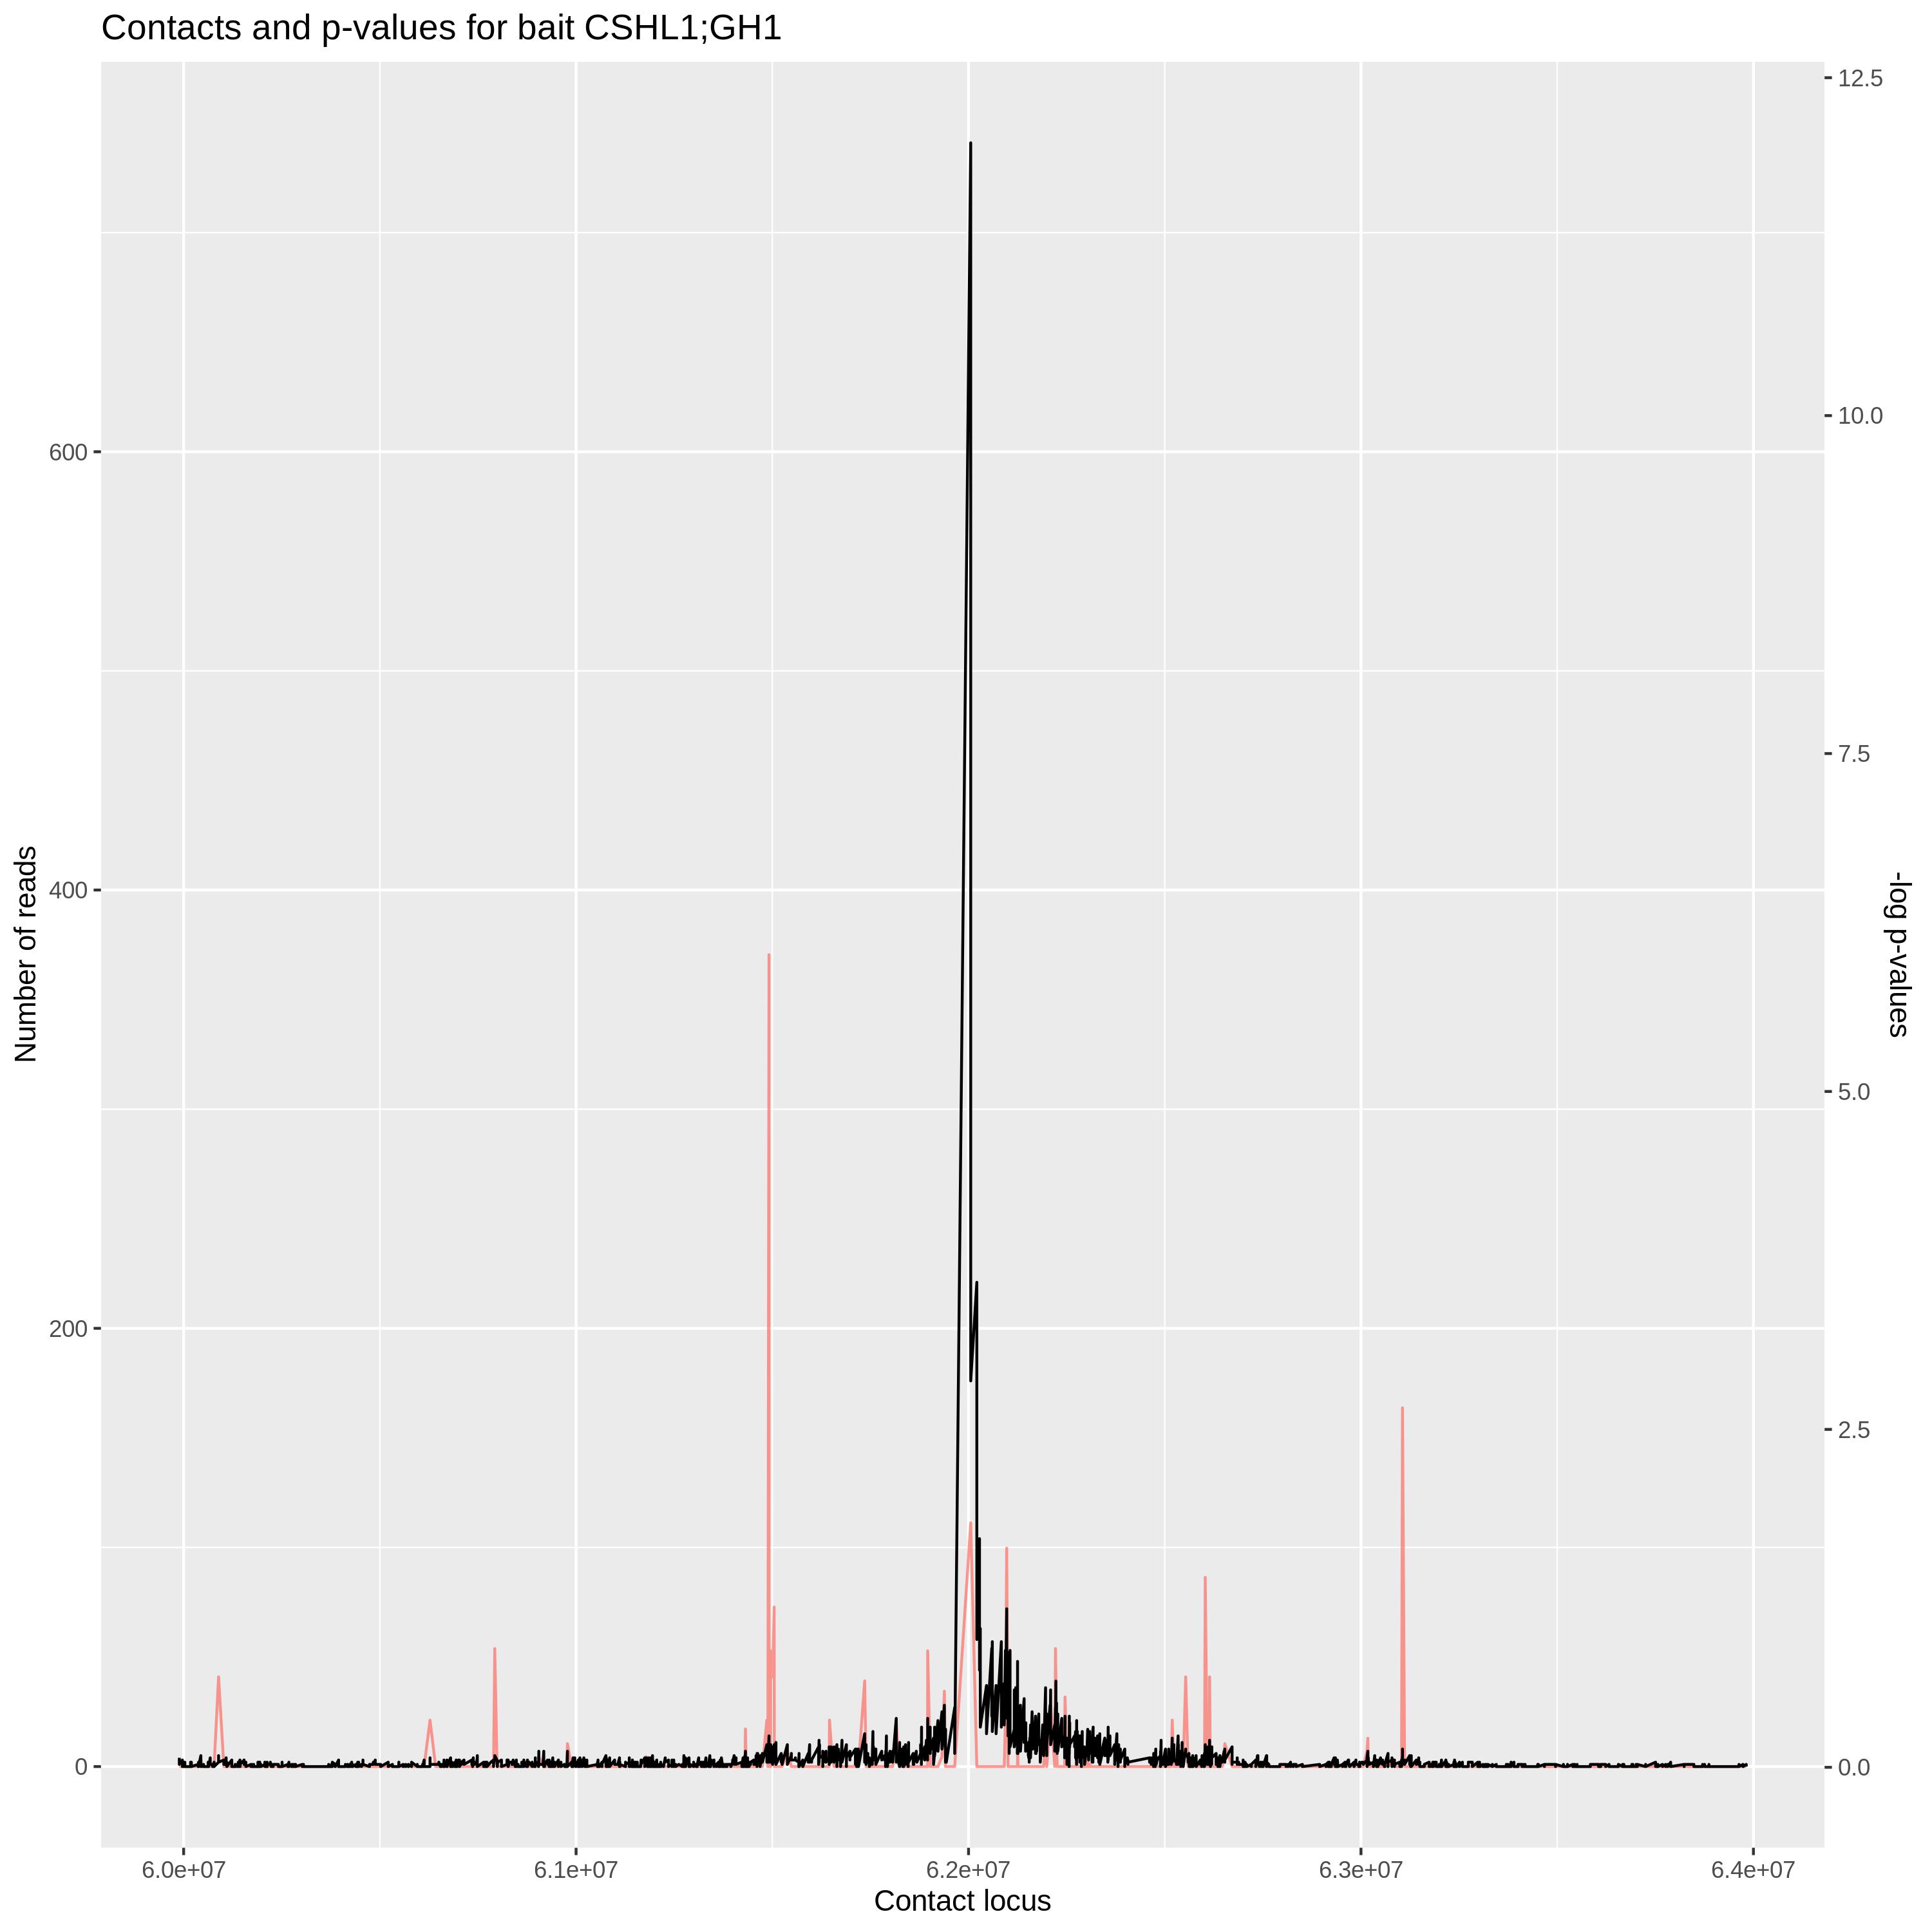 Contacts and p-values for bait CSHL1;GH1
12.5
10.0
7.5
5.0
2.5
0.0
-log p-values
600
400
200
0
Number of reads
6.0e+07
6.1e+07
6.2e+07
6.3e+07
6.4e+07
Contact locus